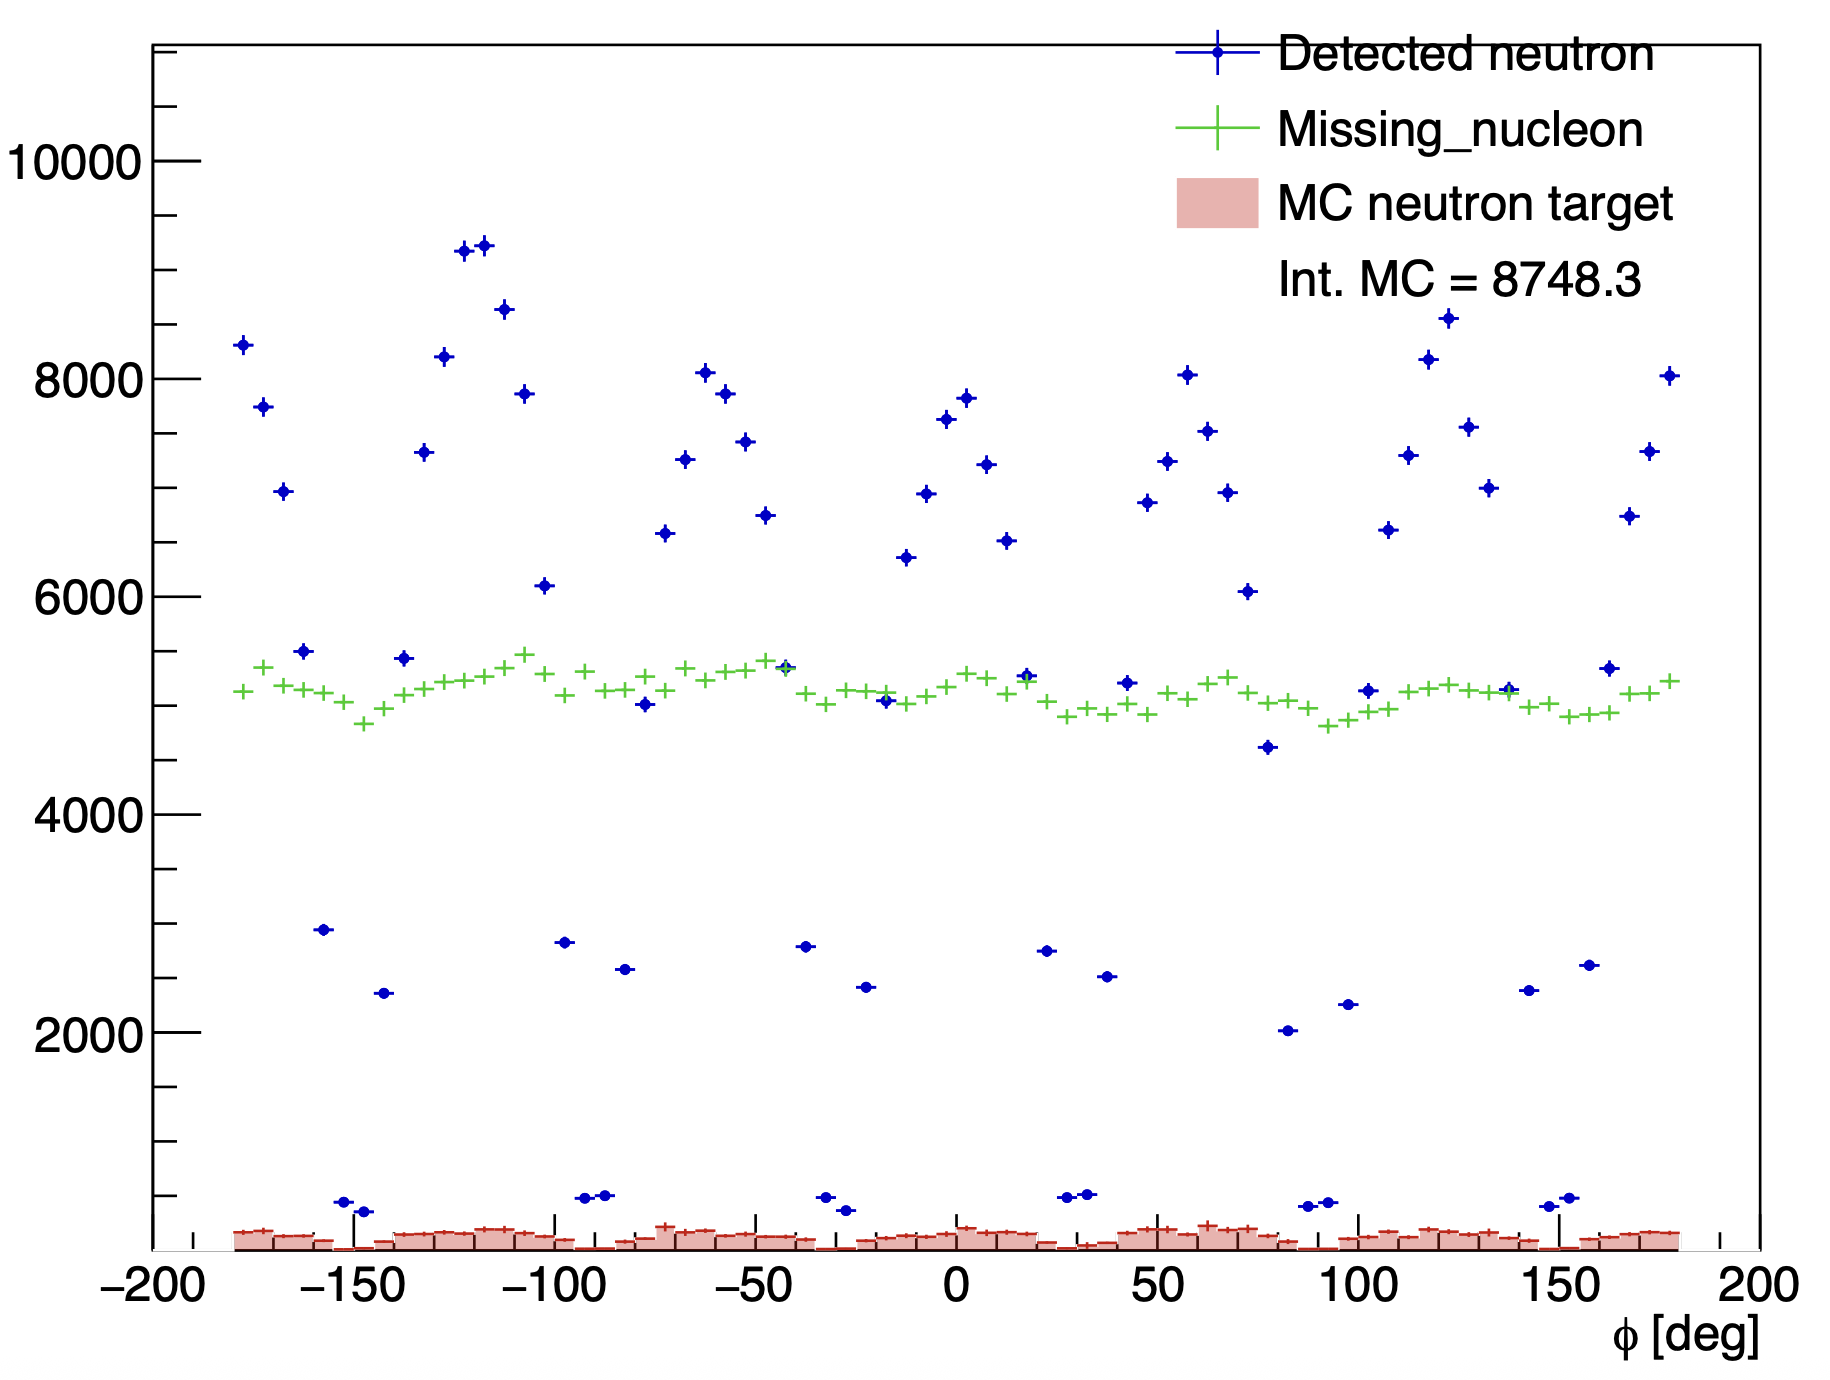 Detected neutron
Missing_nucleon
MC neutron target
Int. MC = 8748.3
10000
8000
6000
4000
2000
−200 −150 −100 −50 0 50 100 150 200
ϕ [deg]